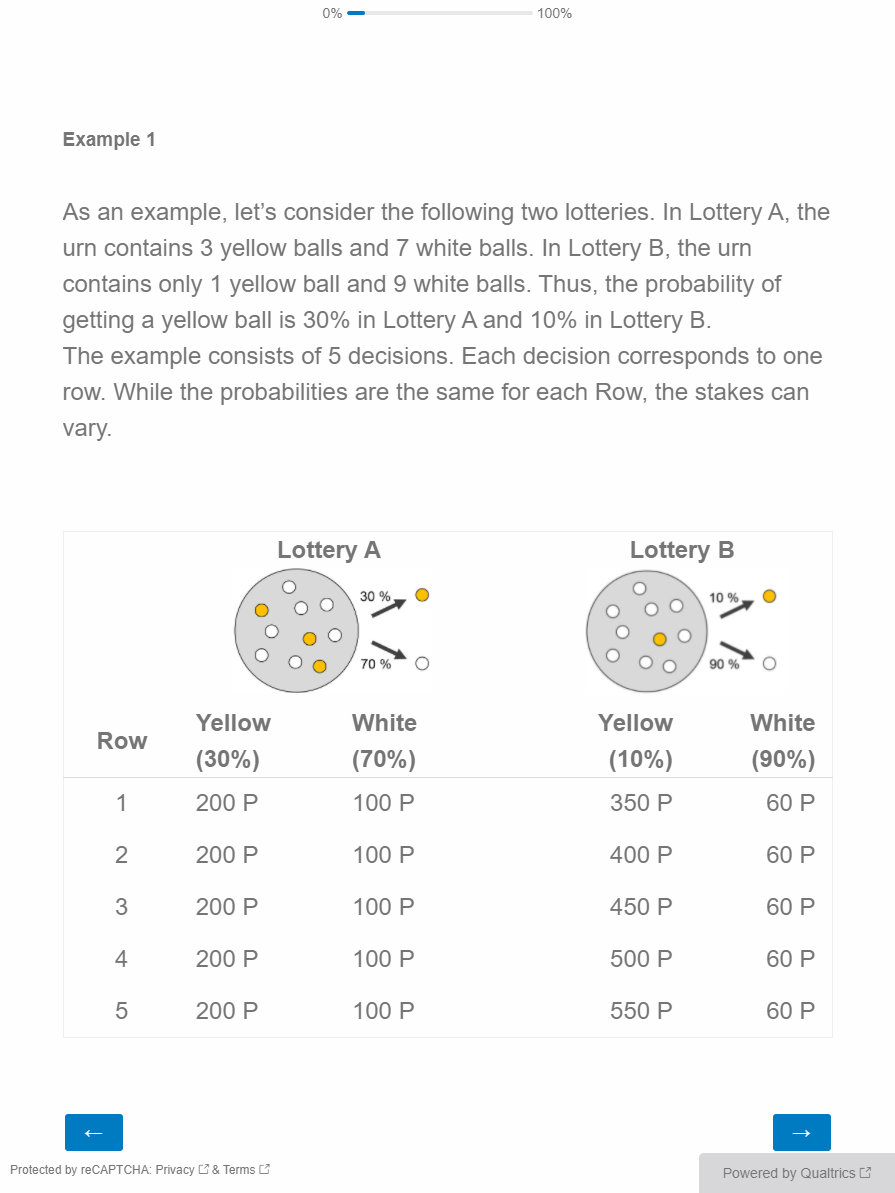 0% 100%
Example 1
As an example, let’s consider the following two lotteries. In Lottery A, the
urn contains 3 yellow balls and 7 white balls. In Lottery B, the urn
contains only 1 yellow ball and 9 white balls. Thus, the probability of
getting a yellow ball is 30% in Lottery A and 10% in Lottery B.
The example consists of 5 decisions. Each decision corresponds to one
row. While the probabilities are the same for each Row, the stakes can
vary.
Lottery A Lottery B
30 % 10 %
70 % 90 %
Yellow White Yellow White
Row
(30%) (70%) (10%) (90%)
1 200 P 100 P 350 P 60 P
2 200 P 100 P 400 P 60 P
3 200 P 100 P 450 P 60 P
4 200 P 100 P 500 P 60 P
5 200 P 100 P 550 P 60 P
← →
Protected by reCAPTCHA: Privacy & Terms
Powered by Qualtrics